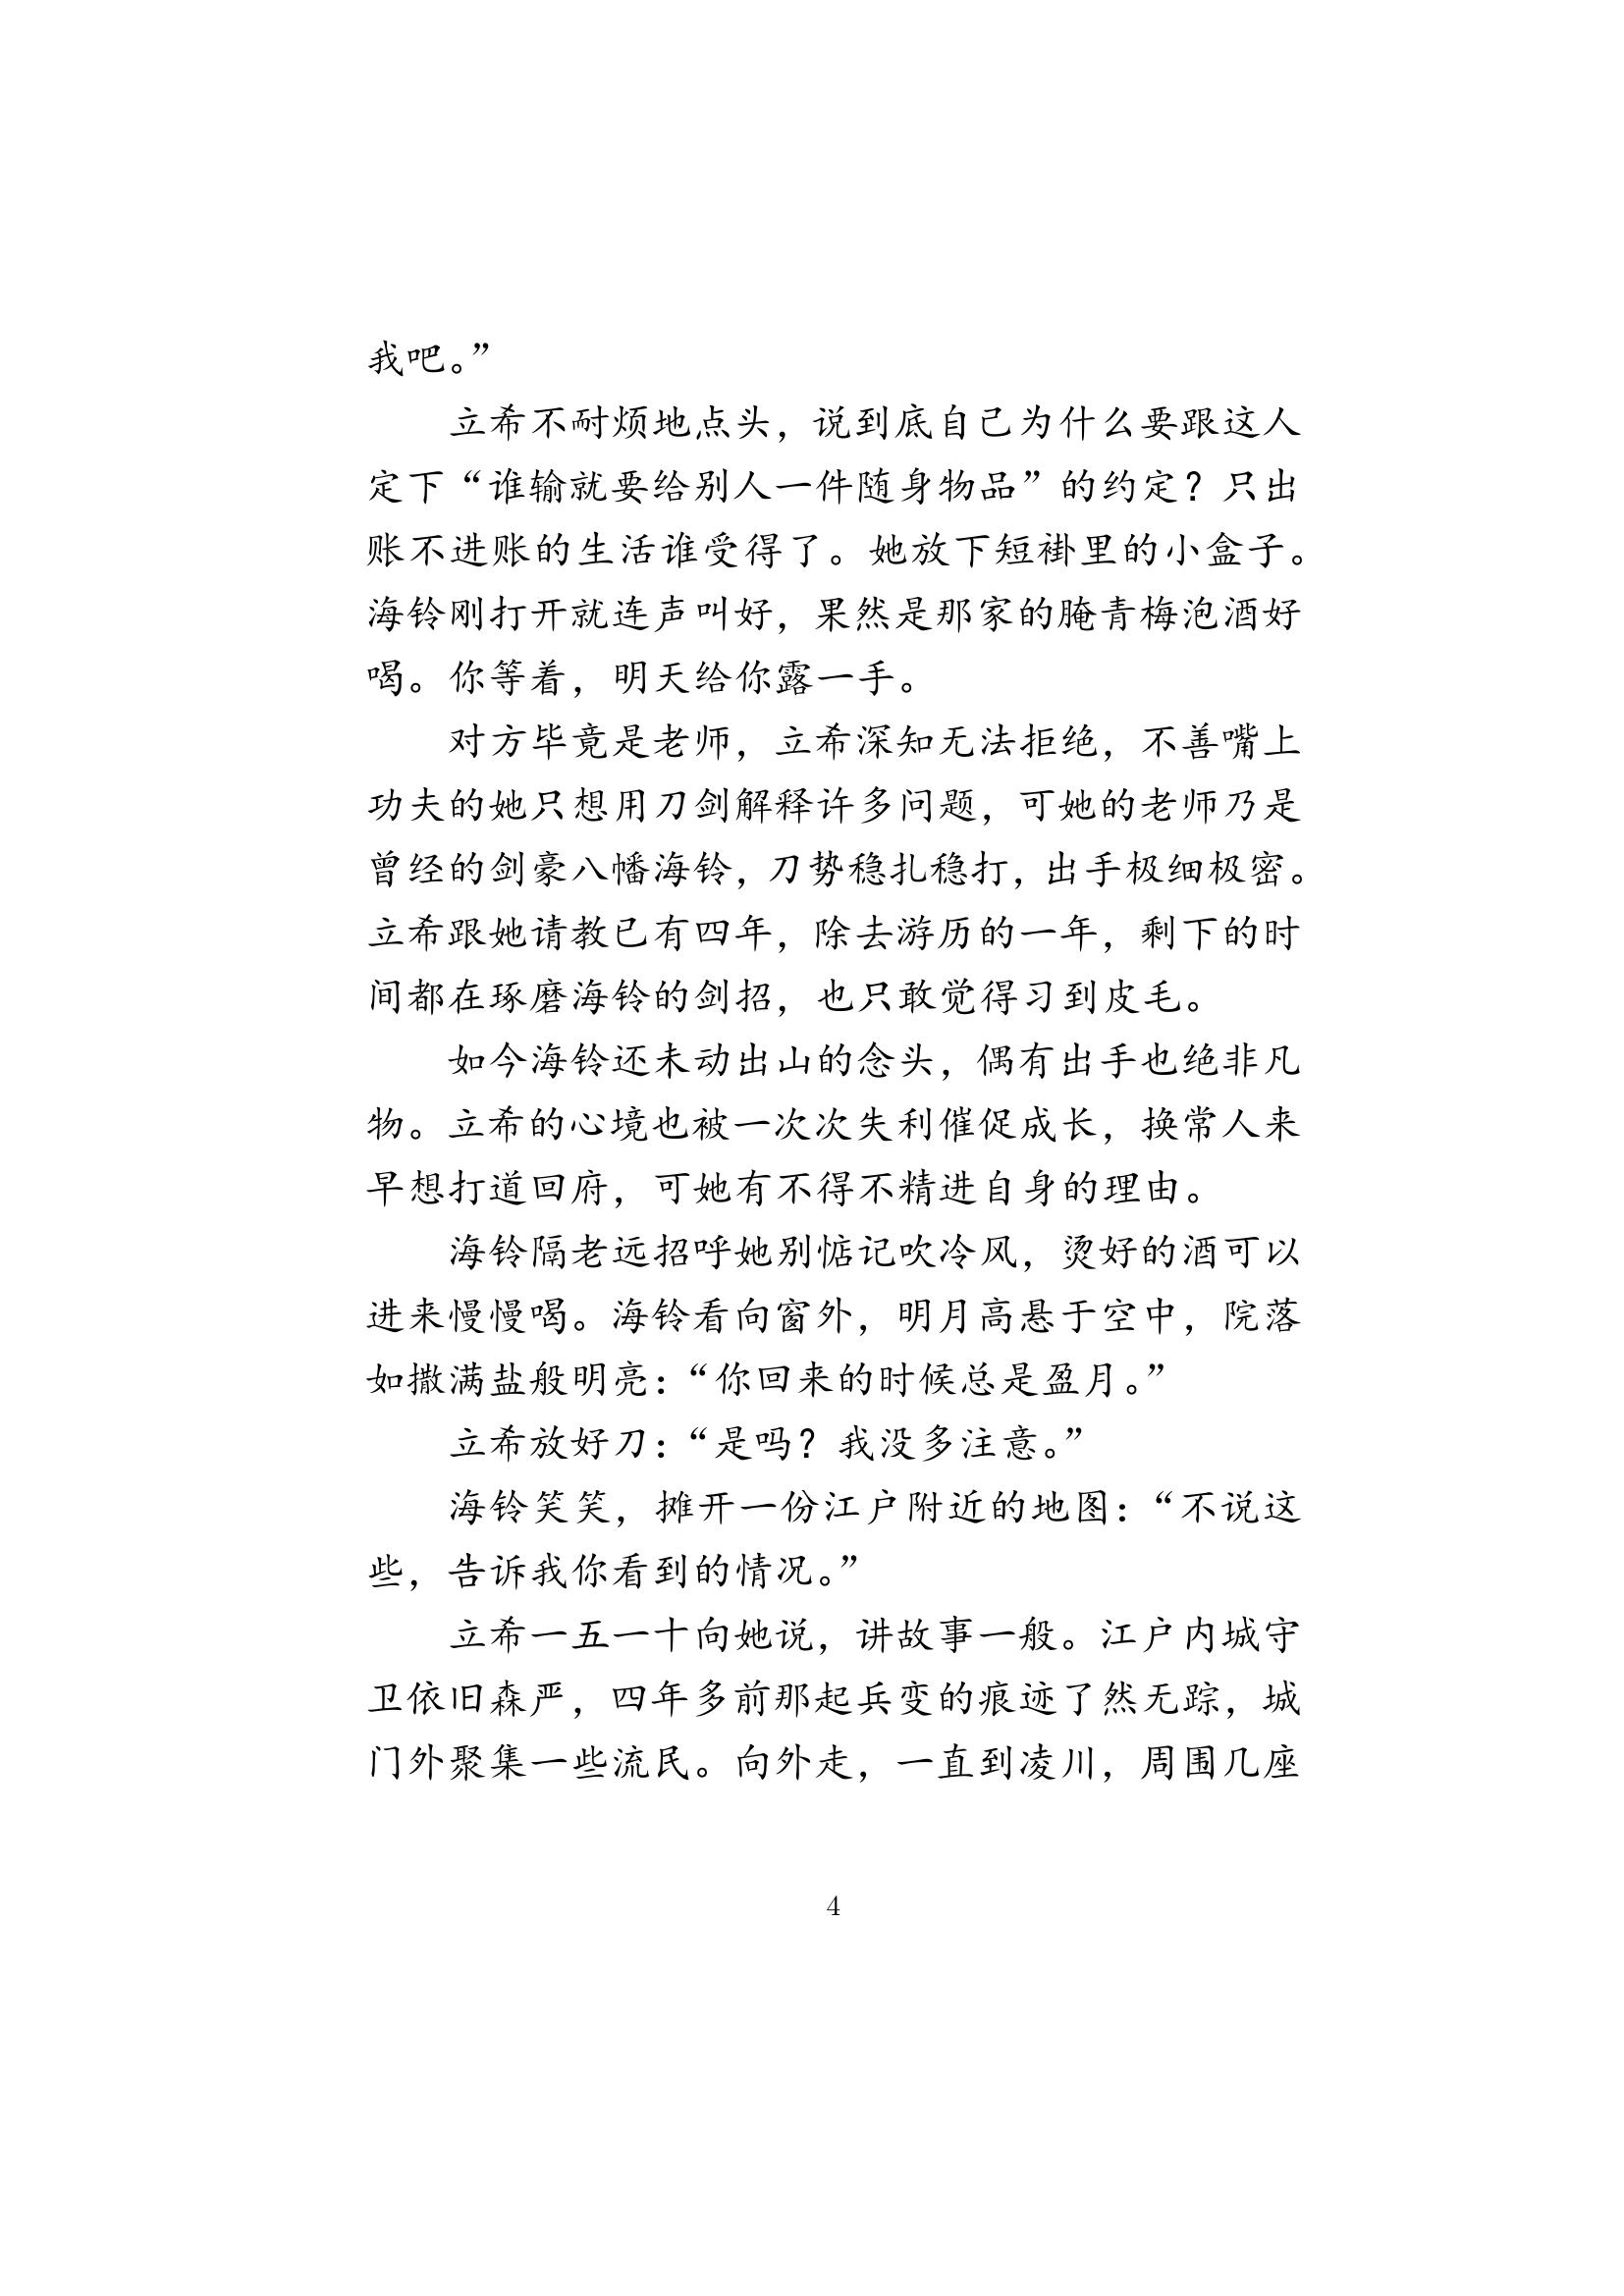 我吧。”
立希不耐烦地点头，说到底自己为什么要跟这人
定下“谁输就要给别人一件随身物品”的约定？只出
账不进账的生活谁受得了。她放下短褂里的小盒子。
海铃刚打开就连声叫好，果然是那家的腌青梅泡酒好
喝。你等着，明天给你露一手。
对方毕竟是老师，立希深知无法拒绝，不善嘴上
功夫的她只想用刀剑解释许多问题，可她的老师乃是
曾经的剑豪八幡海铃，刀势稳扎稳打，出手极细极密。
立希跟她请教已有四年，除去游历的一年，剩下的时
间都在琢磨海铃的剑招，也只敢觉得习到皮毛。
如今海铃还未动出山的念头，偶有出手也绝非凡
物。立希的心境也被一次次失利催促成长，换常人来
早想打道回府，可她有不得不精进自身的理由。
海铃隔老远招呼她别惦记吹冷风，烫好的酒可以
进来慢慢喝。海铃看向窗外，明月高悬于空中，院落
如撒满盐般明亮：“你回来的时候总是盈月。”
立希放好刀：“是吗？我没多注意。”
海铃笑笑，摊开一份江户附近的地图：“不说这
些，告诉我你看到的情况。”
立希一五一十向她说，讲故事一般。江户内城守
卫依旧森严，四年多前那起兵变的痕迹了然无踪，城
门外聚集一些流民。向外走，一直到凌川，周围几座
4